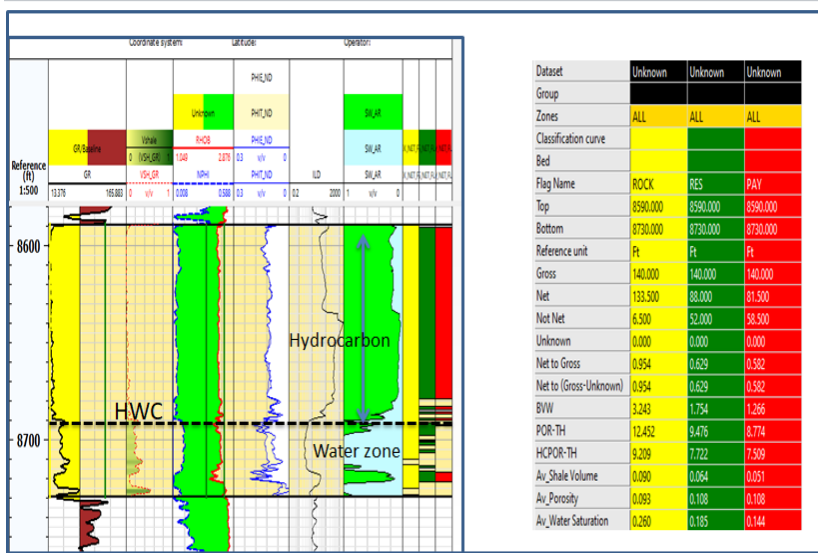 Coordinate system: Latitude: Operator:
PHIE_ND
Unknown PHIT_ND SW_AR
GR/Baseline Vshale RHOB PHIE_ND SW_AR
0 (VSH_GR) 1 1.049 2.876 0.3 v/v 0
Reference
(ft)
GR VSH_GR NPHI PHIT_ND ILD SW_AR
1:500 13.376 165.883 0 v/v 1 0.008 0.588 0.3 v/v 0 0.2 2000 1 v/v 0
8600
Hydrocarbon
HWC
8700
Water zone
Dataset Unknown Unknown Unknown
Group
Zones ALL ALL ALL
Classification curve
Bed
Flag Name ROCK RES PAY
Top 8590.000 8590.000 8590.000
Bottom 8730.000 8730.000 8730.000
Reference unit Ft Ft Ft
Gross 140.000 140.000 140.000
Net 133.500 88.000 81.500
Not Net 6.500 52.000 58.500
Unknown 0.000 0.000 0.000
Net to Gross 0.954 0.629 0.582
Net to (Gross-Unknown) 0.954 0.629 0.582
BVW 3.243 1.754 1.266
POR-TH 12.452 9.476 8.774
HCPOR-TH 9.209 7.722 7.509
Av_Shale Volume 0.090 0.064 0.051
Av_Porosity 0.093 0.108 0.108
Av_Water Saturation 0.260 0.185 0.144